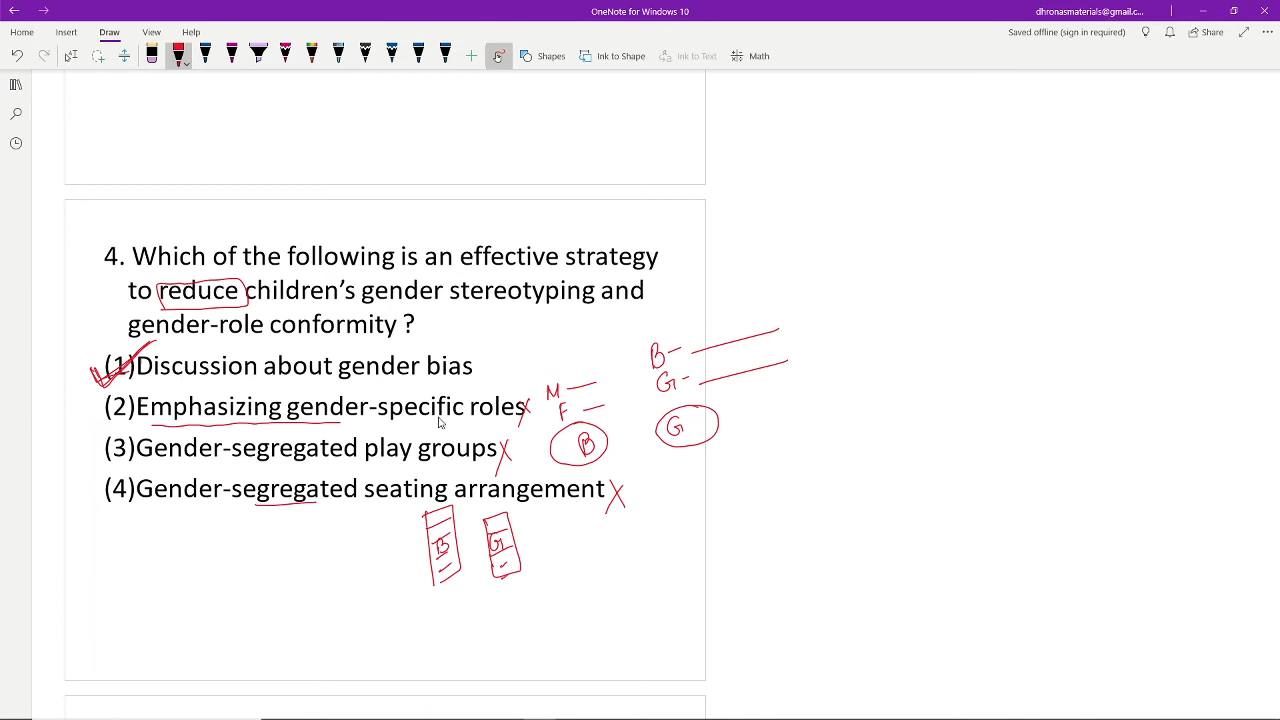 OneNote for Windows 10
dhronasmaterials@gmail.c...
Home Insert Draw View Help
Saved offline (sign in required)
Share
Shapes
Ink to Shape
Ink to Text
Math
4. Which of the following is an effective strategy
to reduce children's gender stereotyping and
gender-role conformity ?
(1)Discussion about gender bias
(2)Emphasizing gender-specific roles
(3)Gender-segregated play groups
(4)Gender-segregated seating arrangement
B
G
M
F
B
G
B
G